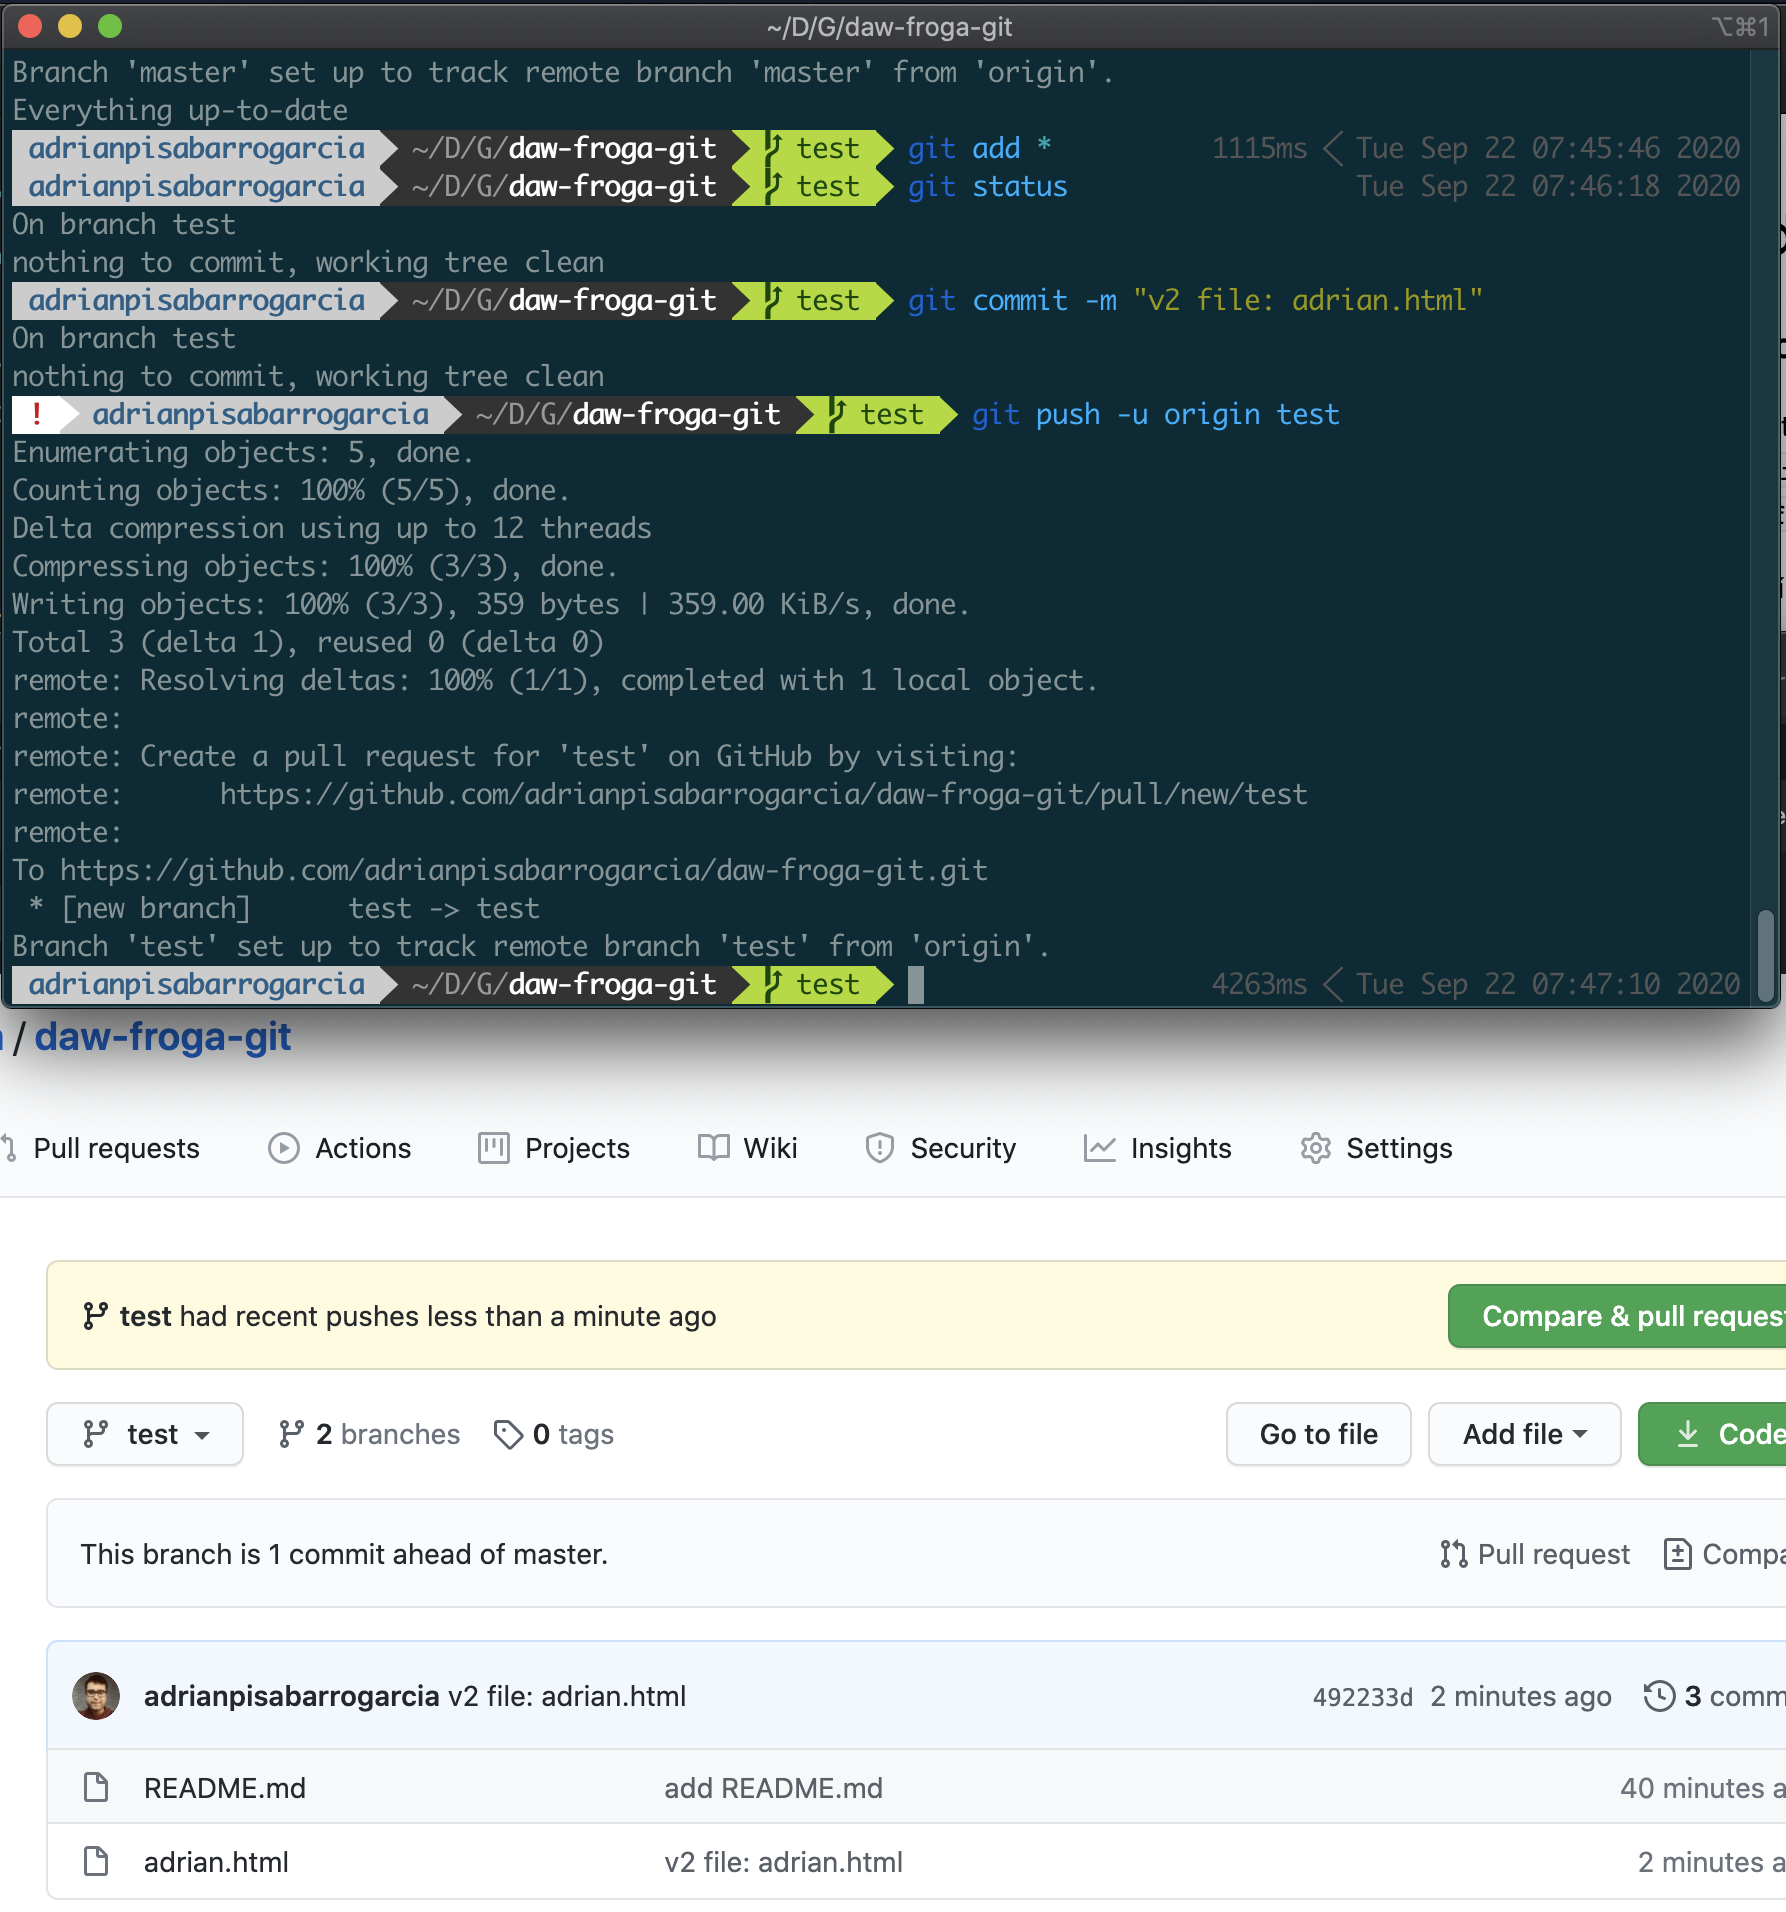 ~/D/G/daw-froga-git ⌥⌘1
Branch 'master' set up to track remote branch 'master' from 'origin'.
Everything up-to-date
adrianpisabarrogarcia ~/D/G/daw-froga-git test git add * 1115ms Tue Sep 22 07:45:46 2020
adrianpisabarrogarcia ~/D/G/daw-froga-git test git status Tue Sep 22 07:46:18 2020
On branch test
nothing to commit, working tree clean
adrianpisabarrogarcia ~/D/G/daw-froga-git test git commit -m "v2 file: adrian.html"
On branch test
nothing to commit, working tree clean
! adrianpisabarrogarcia ~/D/G/daw-froga-git test git push -u origin test
Enumerating objects: 5, done.
Counting objects: 100% (5/5), done.
Delta compression using up to 12 threads
Compressing objects: 100% (3/3), done.
Writing objects: 100% (3/3), 359 bytes | 359.00 KiB/s, done.
Total 3 (delta 1), reused 0 (delta 0)
remote: Resolving deltas: 100% (1/1), completed with 1 local object.
remote:
remote: Create a pull request for 'test' on GitHub by visiting:
remote:      https://github.com/adrianpisabarrogarcia/daw-froga-git/pull/new/test
remote:
To https://github.com/adrianpisabarrogarcia/daw-froga-git.git
 * [new branch]      test -> test
Branch 'test' set up to track remote branch 'test' from 'origin'.
adrianpisabarrogarcia ~/D/G/daw-froga-git test 4263ms Tue Sep 22 07:47:10 2020
/ daw-froga-git
Pull requests Actions Projects Wiki Security Insights Settings
test had recent pushes less than a minute ago Compare & pull reques
test 2 branches 0 tags Go to file Add file Code
This branch is 1 commit ahead of master. Pull request Compa
adrianpisabarrogarcia v2 file: adrian.html 492233d 2 minutes ago 3 comm
README.md add README.md 40 minutes a
adrian.html v2 file: adrian.html 2 minutes a